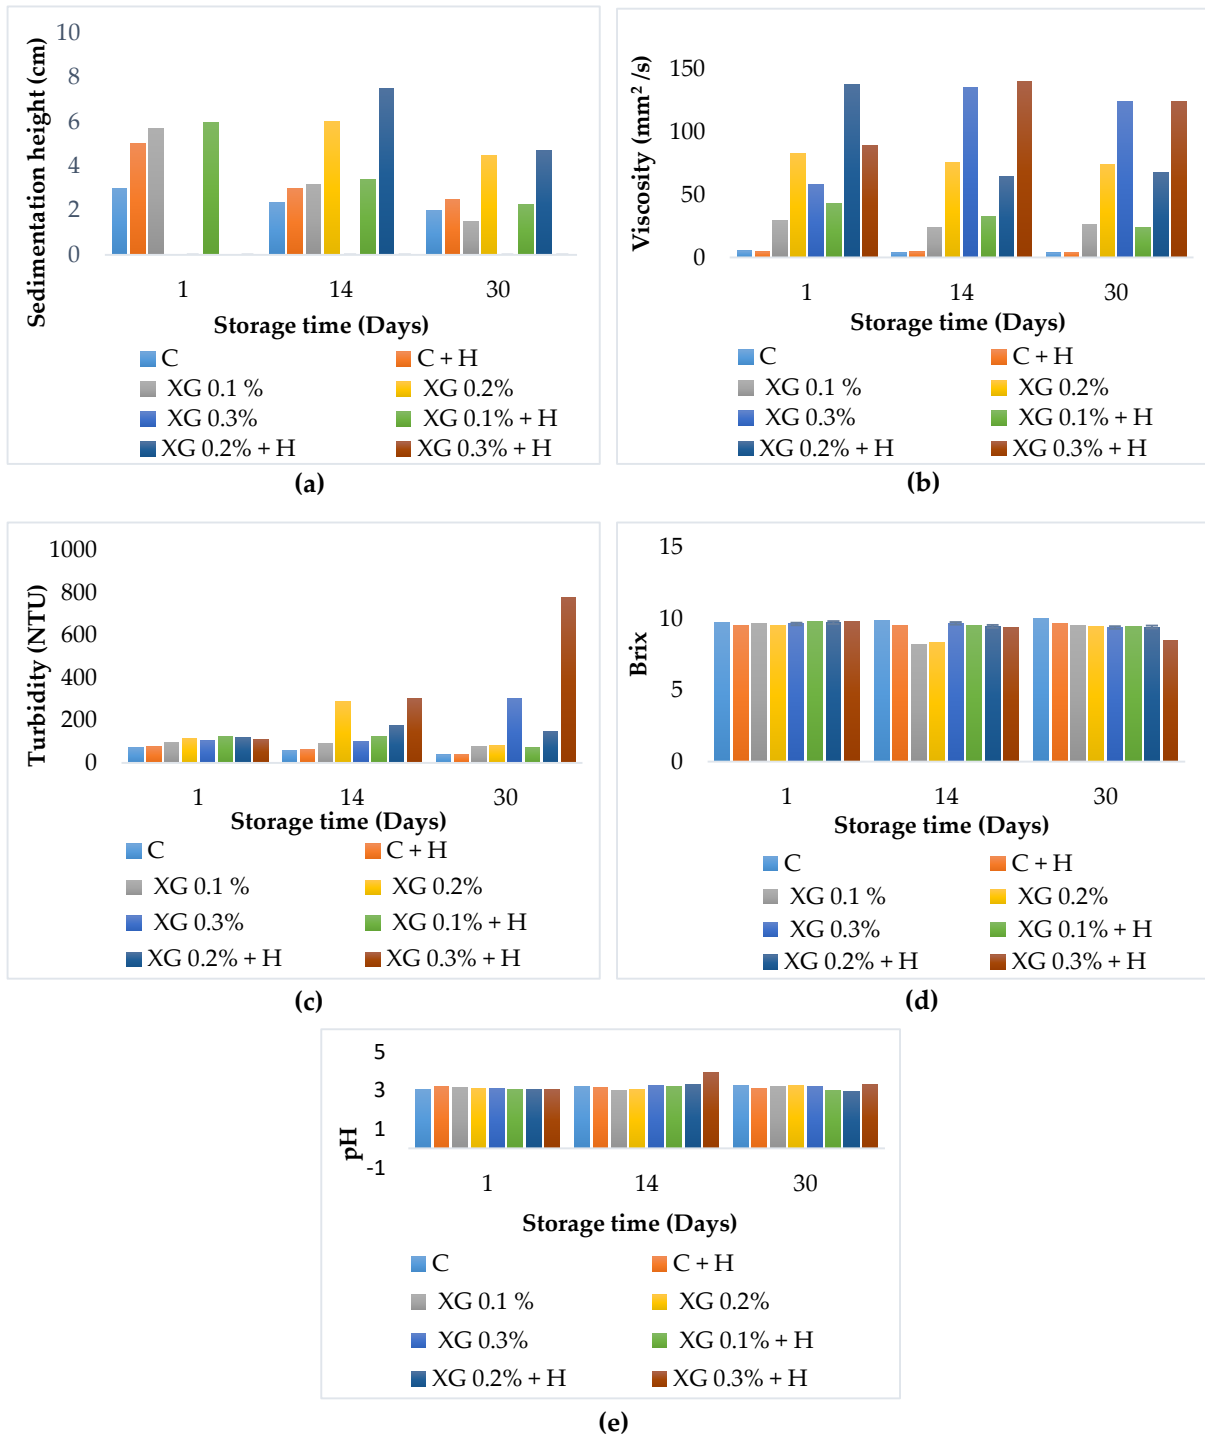 10
8
6
4
2
0
Sedimentation height (cm)
1 14 30
Storage time (Days)
C C + H
XG 0.1 % XG 0.2%
XG 0.3% XG 0.1% + H
XG 0.2% + H XG 0.3% + H
(a)
150
100
50
0
Viscosity (mm² /s)
1 14 30
Storage time (Days)
C C + H
XG 0.1 % XG 0.2%
XG 0.3% XG 0.1% + H
XG 0.2% + H XG 0.3% + H
(b)
1000
800
600
400
200
0
Turbidity (NTU)
1 14 30
Storage time (Days)
C C + H
XG 0.1 % XG 0.2%
XG 0.3% XG 0.1% + H
XG 0.2% + H XG 0.3% + H
(c)
15
10
5
0
Brix
1 14 30
Storage time (Days)
C C + H
XG 0.1 % XG 0.2%
XG 0.3% XG 0.1% + H
XG 0.2% + H XG 0.3% + H
(d)
5
3
1
-1
pH
1 14 30
Storage time (Days)
C C + H
XG 0.1 % XG 0.2%
XG 0.3% XG 0.1% + H
XG 0.2% + H XG 0.3% + H
(e)